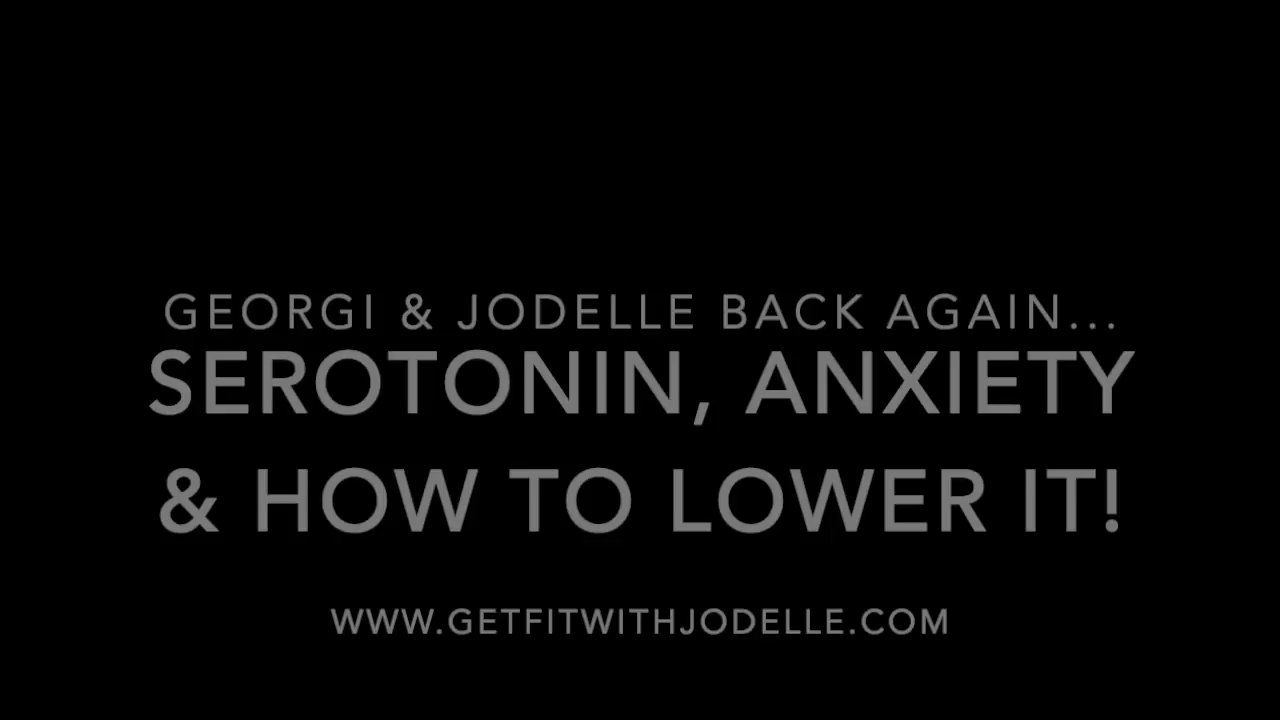 GEORGI & JODELLE BACK AGAIN...
SEROTONIN, ANXIETY
& HOW TO LOWER IT!
WWW.GETFITWITHJODELLE.COM